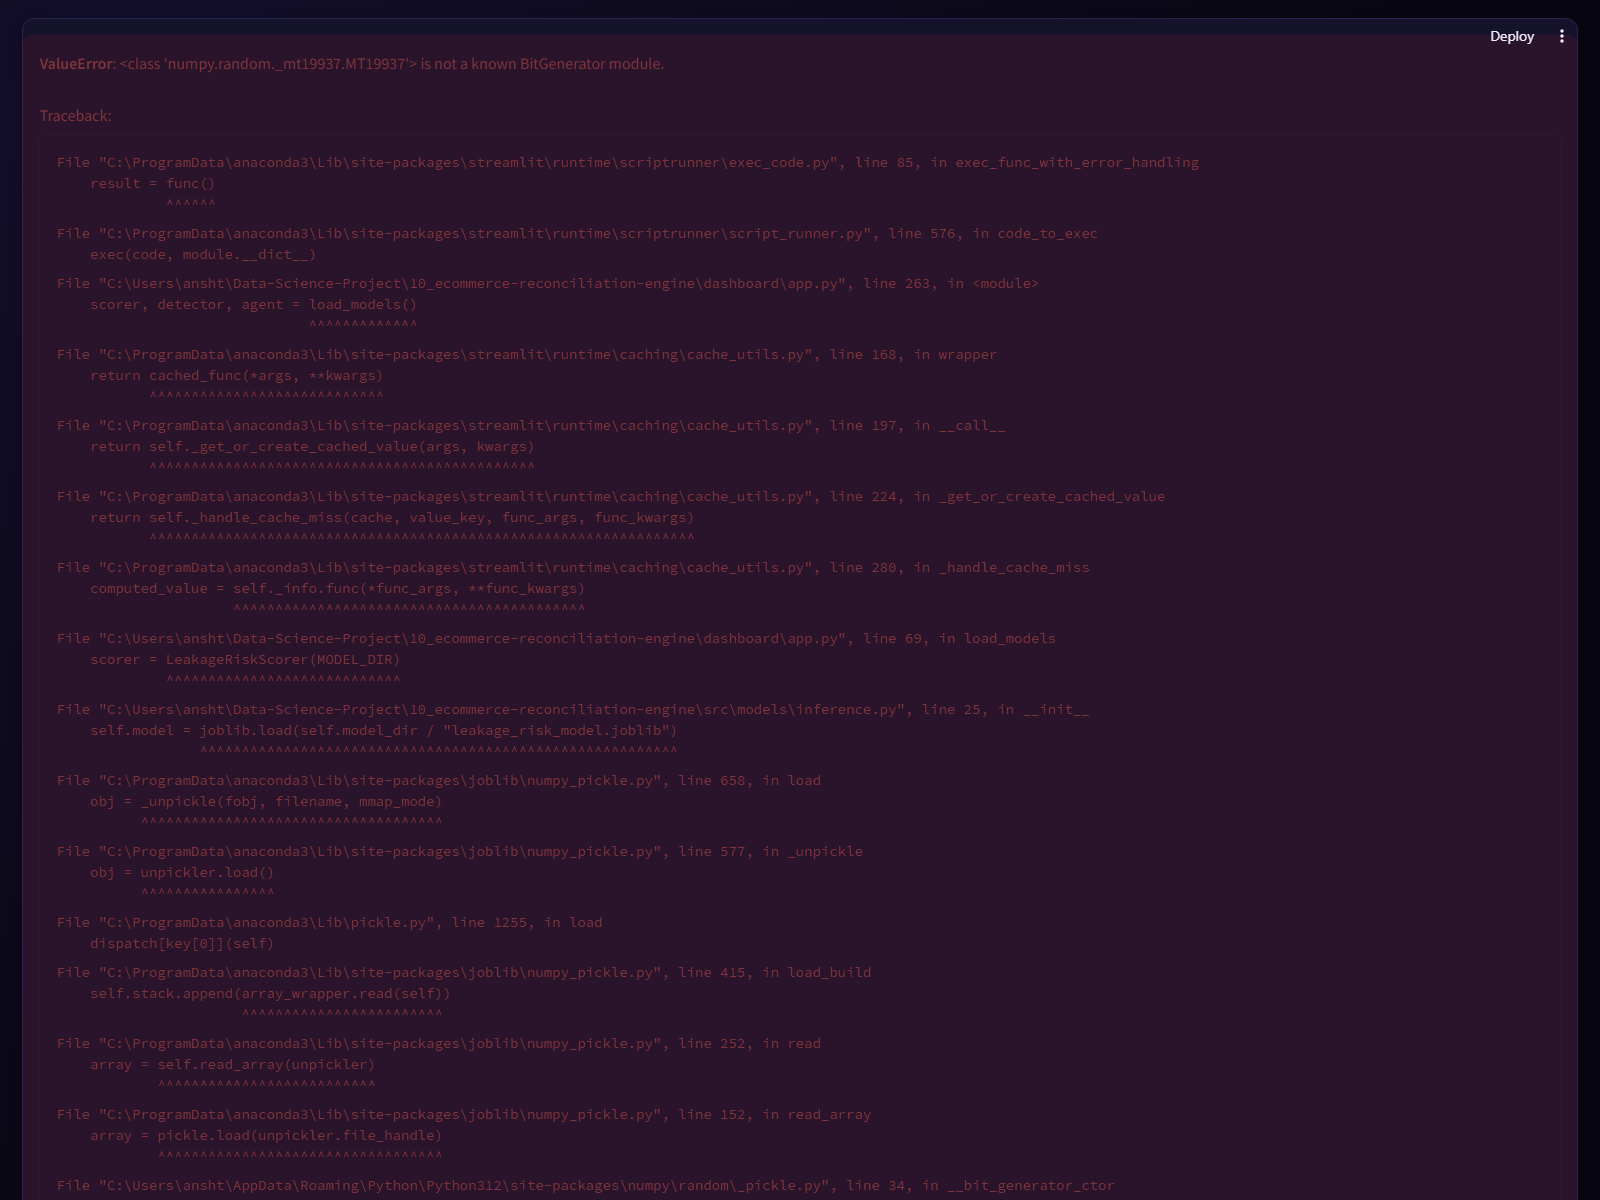 Deploy
ValueError: <class 'numpy.random._mt19937.MT19937'> is not a known BitGenerator module.
Traceback:
File "C:\ProgramData\anaconda3\Lib\site-packages\streamlit\runtime\scriptrunner\exec_code.py", line 85, in exec_func_with_error_handling
result = func()
^^^^^^
File "C:\ProgramData\anaconda3\Lib\site-packages\streamlit\runtime\scriptrunner\script_runner.py", line 576, in code_to_exec
exec(code, module.__dict__)
File "C:\Users\ansht\Data-Science-Project\10_ecommerce-reconciliation-engine\dashboard\app.py", line 263, in <module>
scorer, detector, agent = load_models()
^^^^^^^^^^^^^
File "C:\ProgramData\anaconda3\Lib\site-packages\streamlit\runtime\caching\cache_utils.py", line 168, in wrapper
return cached_func(*args, **kwargs)
^^^^^^^^^^^^^^^^^^^^^^^^^^^^
File "C:\ProgramData\anaconda3\Lib\site-packages\streamlit\runtime\caching\cache_utils.py", line 197, in __call__
return self._get_or_create_cached_value(args, kwargs)
^^^^^^^^^^^^^^^^^^^^^^^^^^^^^^^^^^^^^^^^^^^^^^
File "C:\ProgramData\anaconda3\Lib\site-packages\streamlit\runtime\caching\cache_utils.py", line 224, in _get_or_create_cached_value
return self._handle_cache_miss(cache, value_key, func_args, func_kwargs)
^^^^^^^^^^^^^^^^^^^^^^^^^^^^^^^^^^^^^^^^^^^^^^^^^^^^^^^^^^^^^^^^^
File "C:\ProgramData\anaconda3\Lib\site-packages\streamlit\runtime\caching\cache_utils.py", line 280, in _handle_cache_miss
computed_value = self._info.func(*func_args, **func_kwargs)
^^^^^^^^^^^^^^^^^^^^^^^^^^^^^^^^^^^^^^^^^^
File "C:\Users\ansht\Data-Science-Project\10_ecommerce-reconciliation-engine\dashboard\app.py", line 69, in load_models
scorer = LeakageRiskScorer(MODEL_DIR)
^^^^^^^^^^^^^^^^^^^^^^^^^^^^
File "C:\Users\ansht\Data-Science-Project\10_ecommerce-reconciliation-engine\src\models\inference.py", line 25, in __init__
self.model = joblib.load(self.model_dir / "leakage_risk_model.joblib")
^^^^^^^^^^^^^^^^^^^^^^^^^^^^^^^^^^^^^^^^^^^^^^^^^^^^^^^^^
File "C:\ProgramData\anaconda3\Lib\site-packages\joblib\numpy_pickle.py", line 658, in load
obj = _unpickle(fobj, filename, mmap_mode)
^^^^^^^^^^^^^^^^^^^^^^^^^^^^^^^^^^^^
File "C:\ProgramData\anaconda3\Lib\site-packages\joblib\numpy_pickle.py", line 577, in _unpickle
obj = unpickler.load()
^^^^^^^^^^^^^^^^
File "C:\ProgramData\anaconda3\Lib\pickle.py", line 1255, in load
dispatch[key[0]](self)
File "C:\ProgramData\anaconda3\Lib\site-packages\joblib\numpy_pickle.py", line 415, in load_build
self.stack.append(array_wrapper.read(self))
^^^^^^^^^^^^^^^^^^^^^^^^
File "C:\ProgramData\anaconda3\Lib\site-packages\joblib\numpy_pickle.py", line 252, in read
array = self.read_array(unpickler)
^^^^^^^^^^^^^^^^^^^^^^^^^^
File "C:\ProgramData\anaconda3\Lib\site-packages\joblib\numpy_pickle.py", line 152, in read_array
array = pickle.load(unpickler.file_handle)
^^^^^^^^^^^^^^^^^^^^^^^^^^^^^^^^^^
File "C:\Users\ansht\AppData\Roaming\Python\Python312\site-packages\numpy\random\_pickle.py", line 34, in __bit_generator_ctor